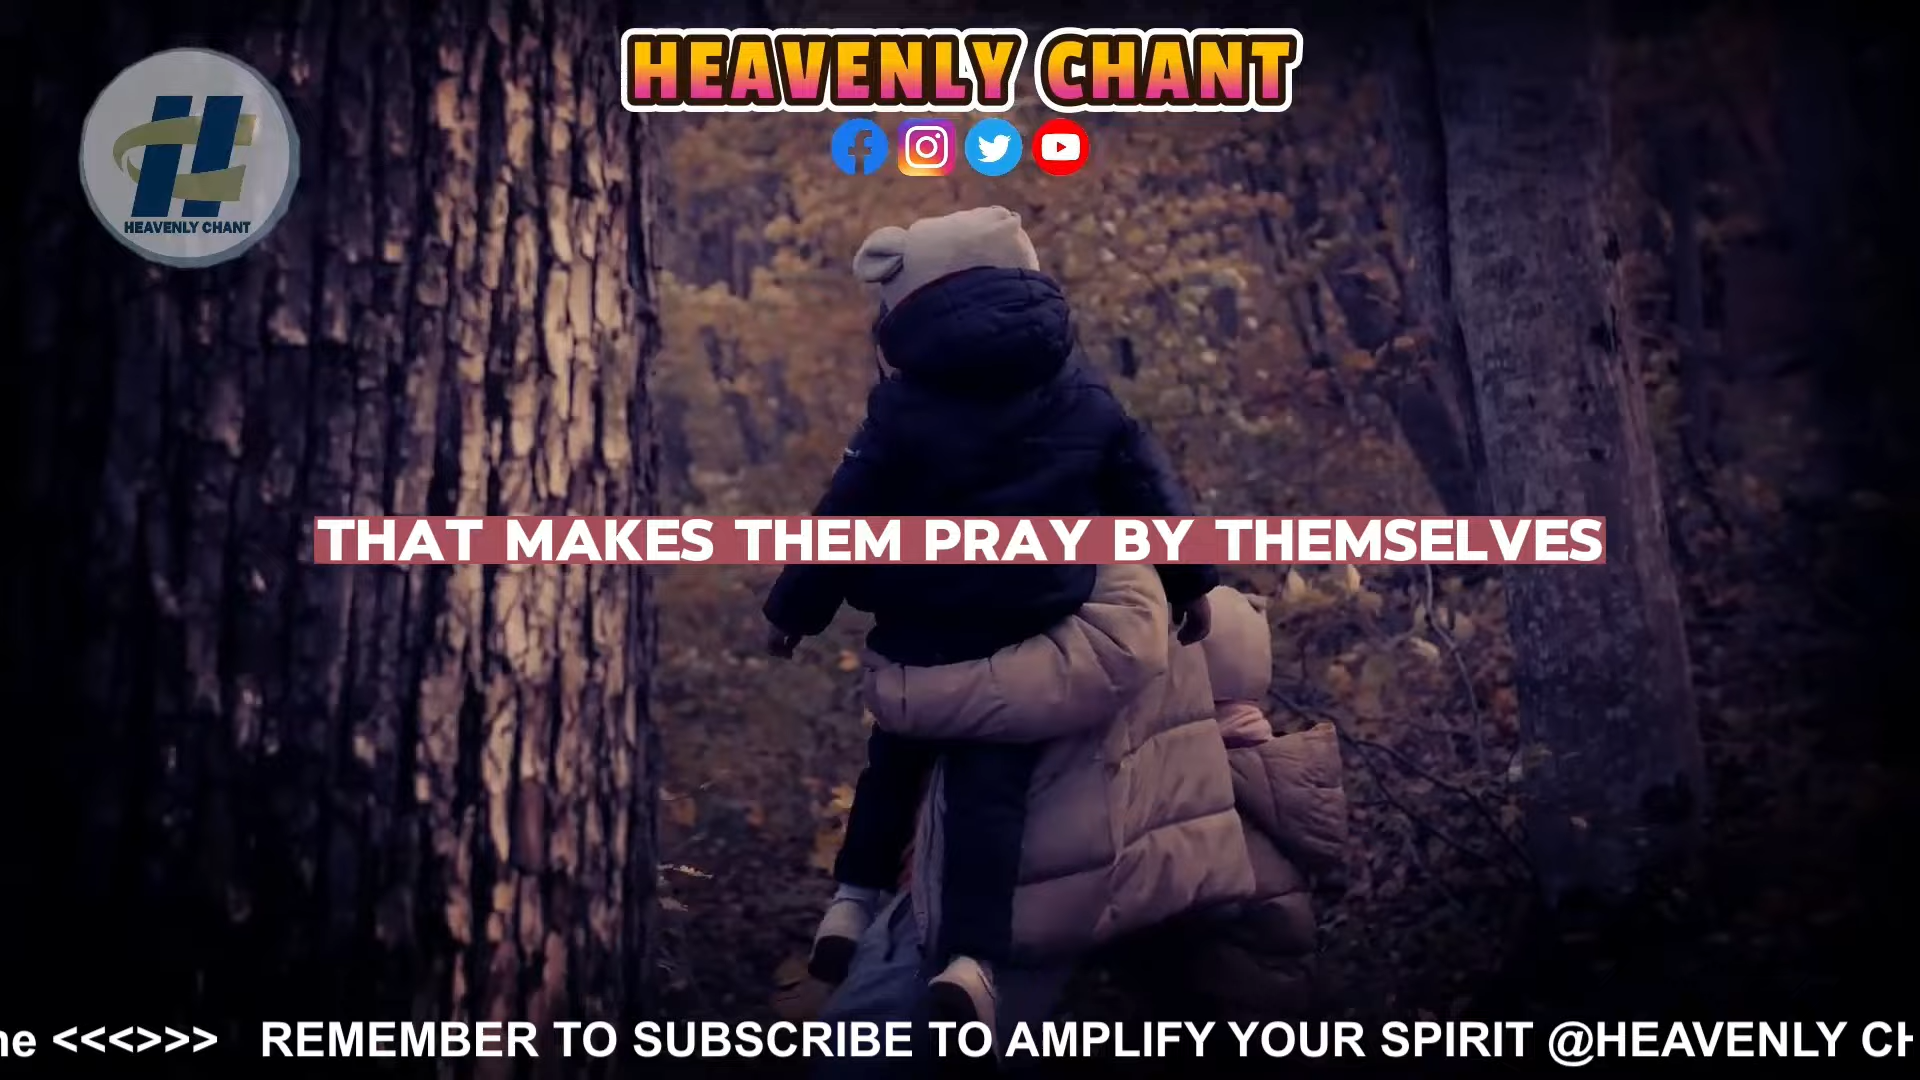 HEAVENLY CHANT
HEAVENLY CHANT
THAT MAKES THEM PRAY BY THEMSELVES
<<<>>> REMEMBER TO SUBSCRIBE TO AMPLIFY YOUR SPIRIT @HEAVENLY